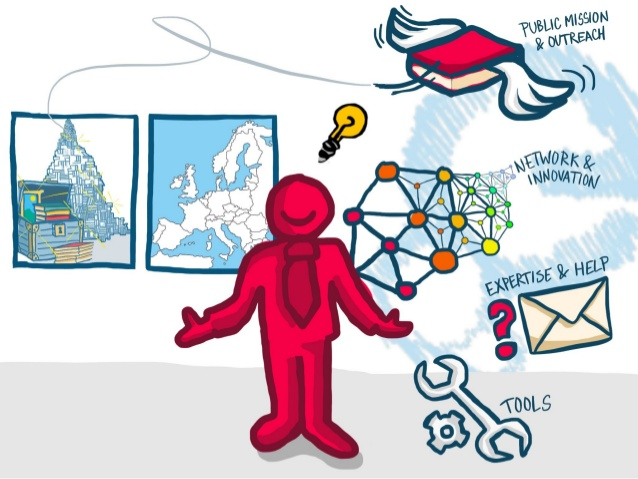 PUBLIC MISSION
& OUTREACH
NETWORK &
INNOVATION
EXPERTISE & HELP
?
TOOLS